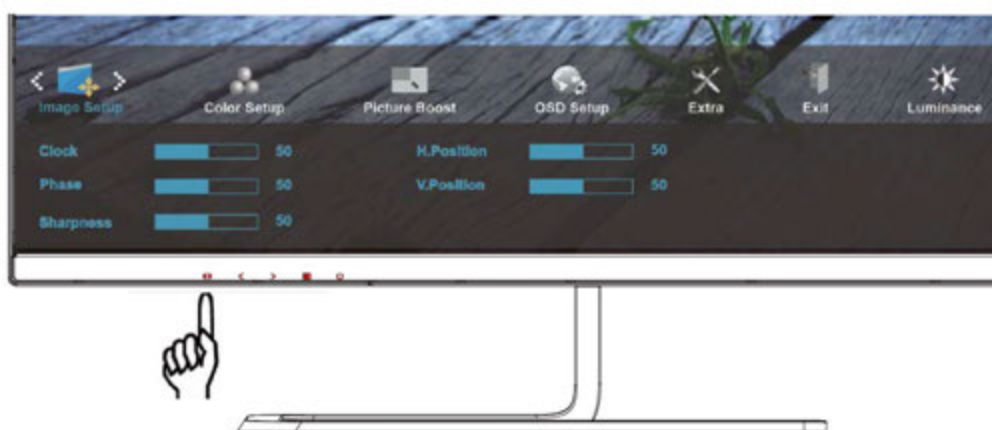 Image Setup Color Setup Picture Boost OSD Setup Extra Exit Luminance
Clock 50 H.Position 50
Phase 50 V.Position 50
Sharpness 50